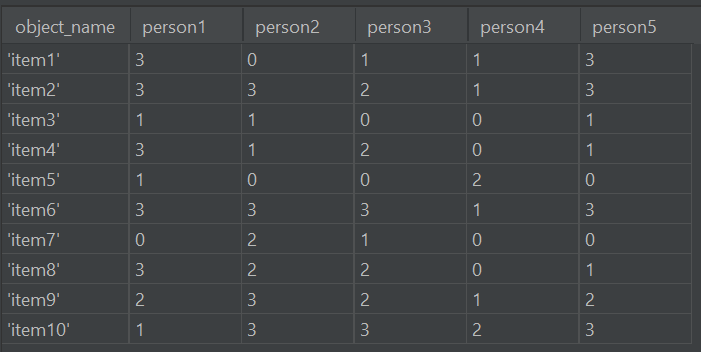 object_name person1 person2 person3 person4 person5
'item1' 3 0 1 1 3
'item2' 3 3 2 1 3
'item3' 1 1 0 0 1
'item4' 3 1 2 0 1
'item5' 1 0 0 2 0
'item6' 3 3 3 1 3
'item7' 0 2 1 0 0
'item8' 3 2 2 0 1
'item9' 2 3 2 1 2
'item10' 1 3 3 2 3